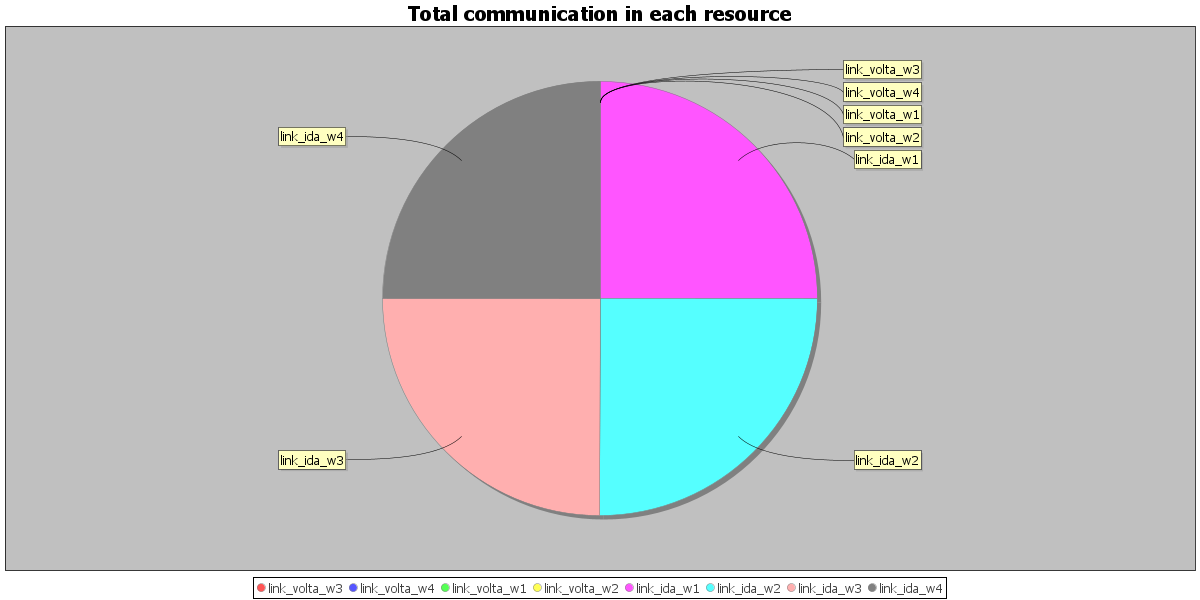 Total communication in each resource
link_volta_w3
link_volta_w4
link_volta_w1
link_volta_w2
link_ida_w1
link_ida_w4
link_ida_w3
link_ida_w2
link_volta_w3 link_volta_w4 link_volta_w1 link_volta_w2 link_ida_w1 link_ida_w2 link_ida_w3 link_ida_w4